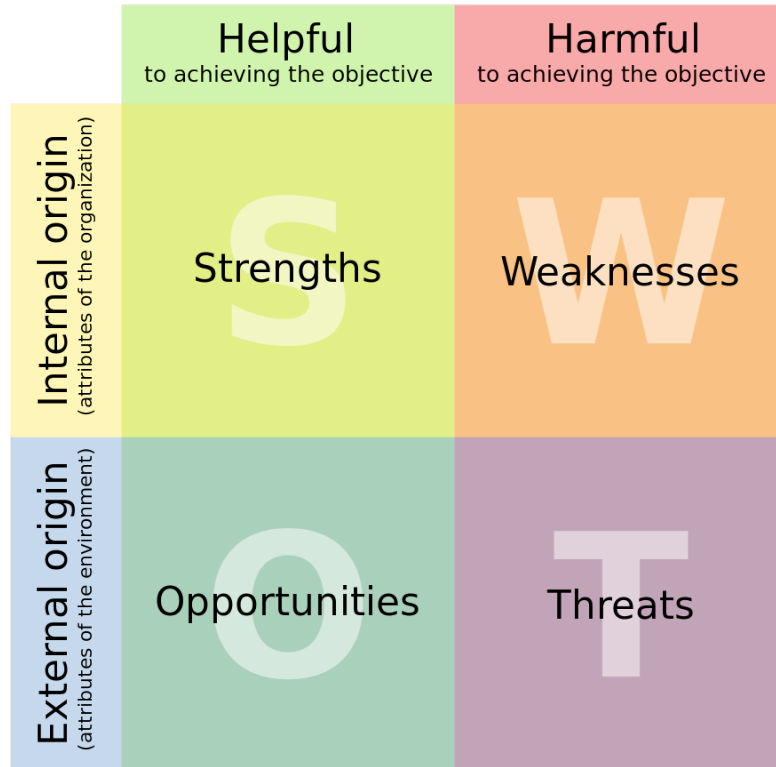 Helpful
to achieving the objective
Harmful
to achieving the objective
Internal origin
(attributes of the organization)
S
Strengths
W
Weaknesses
External origin
(attributes of the environment)
O
Opportunities
T
Threats